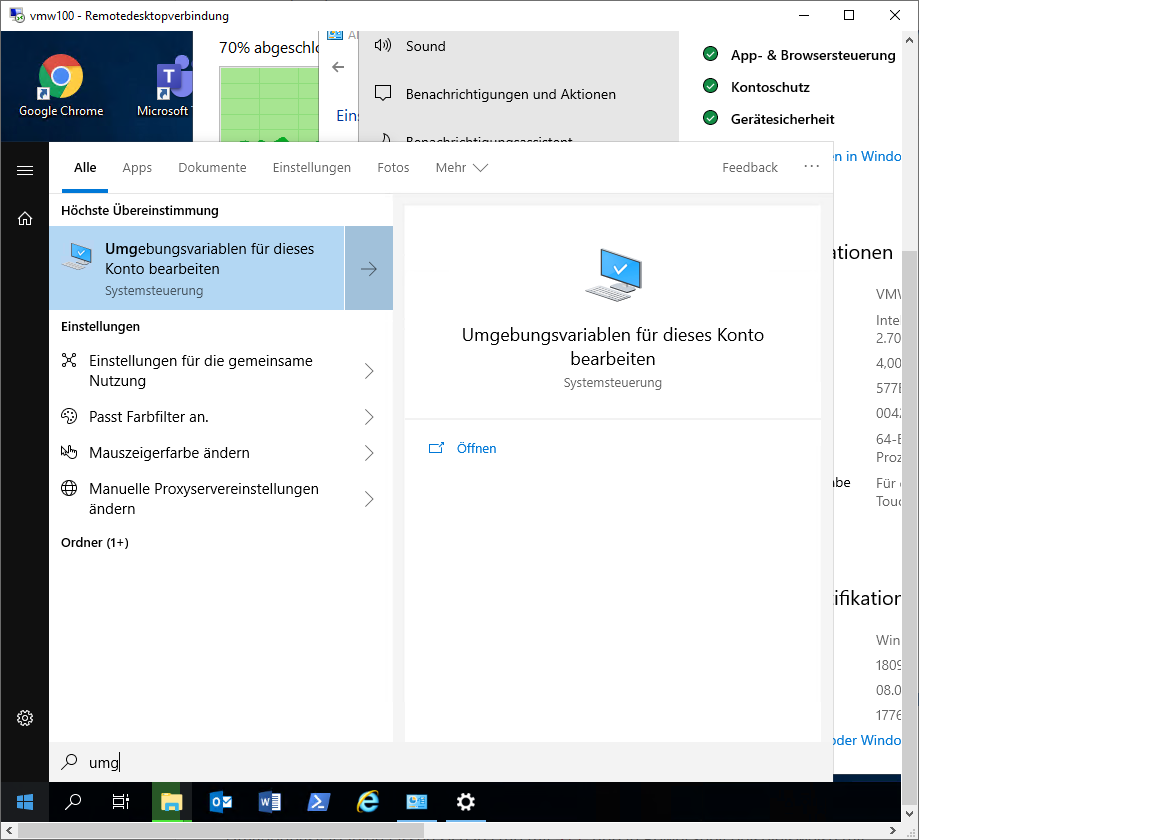 vmw100 - Remotedesktopverbindung
Google Chrome
Microsoft
70% abgeschlo
Sound
Benachrichtigungen und Aktionen
Benachrichtigungsassistent
App- & Browsersteuerung
Kontoschutz
Gerätesicherheit
Alle
Apps
Dokumente
Einstellungen
Fotos
Mehr
Feedback
Höchste Übereinstimmung
Umgebungsvariablen für dieses
Konto bearbeiten
Systemsteuerung
Einstellungen
Einstellungen für die gemeinsame
Nutzung
Passt Farbfilter an.
Mauszeigerfarbe ändern
Manuelle Proxyservereinstellungen
ändern
Ordner (1+)
Umgebungsvariablen für dieses Konto
bearbeiten
Systemsteuerung
Öffnen
en in Windo
ationen
VMW
Inte
2.70
4,00
577E
0042
64-B
Proz
abe
Für
Touc
ifikation
Win
1809
08.0
1776
oder Windo
umg